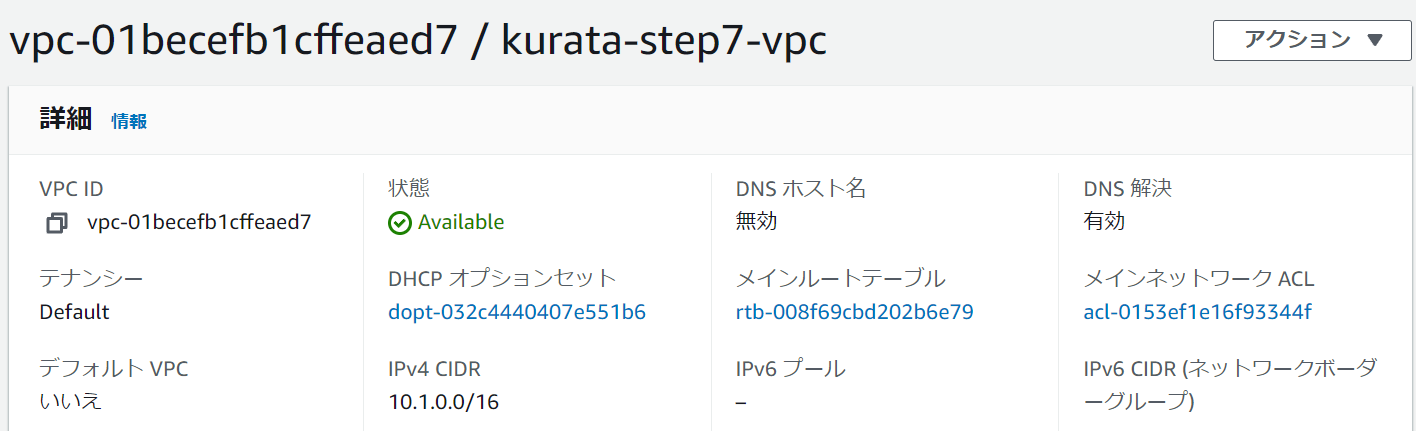 vpc-01becefb1cffeaed7 / kurata-step7-vpc
アクション ▼
詳細 情報
VPC ID
vpc-01becefb1cffeaed7
状態
Available
DNS ホスト名
無効
DNS 解決
有効
テナンシー
Default
DHCP オプションセット
dopt-032c4440407e551b6
メインルートテーブル
rtb-008f69cbd202b6e79
メインネットワーク ACL
acl-0153ef1e16f93344f
デフォルト VPC
いいえ
IPv4 CIDR
10.1.0.0/16
IPv6 プール
–
IPv6 CIDR (ネットワークボーダ
ーグループ)